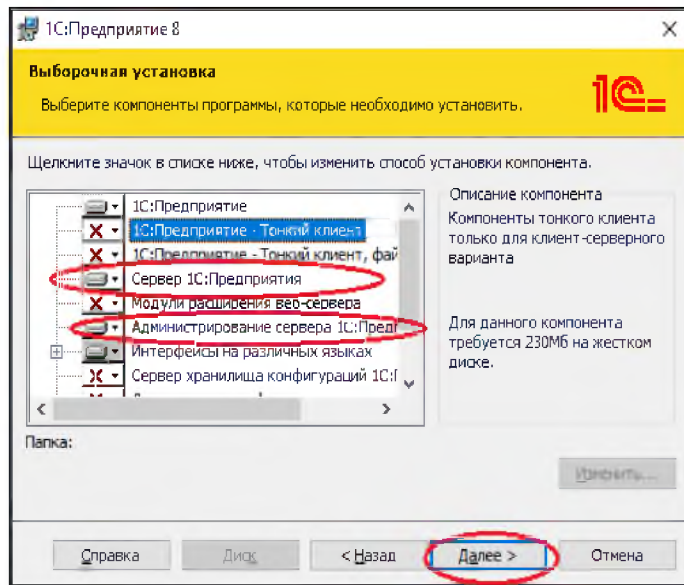 1С:Предприятие 8
Выборочная установка
Выберите компоненты программы, которые необходимо установить.
1С
Щелкните значок в списке ниже, чтобы изменить способ установки компонента.
1С:Предприятие
1С:Предприятие - Тонкий клиент
1С:Предприятие - Тонкий клиент, фай
Сервер 1С:Предприятия
Модули расширения веб-сервера
Администрирование сервера 1С:Предп
Интерфейсы на различных языках
Сервер хранилища конфигураций 1С:П
Описание компонента
Компоненты тонкого клиента
только для клиент-серверного
варианта
Для данного компонента
требуется 230Мб на жестком
диске.
Папка:
Изменить...
Справка
Диск
< Назад
Далее >
Отмена